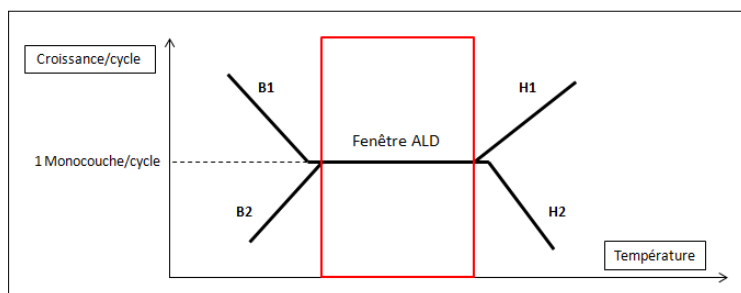 Croissance/cycle
B1
H1
Fenêtre ALD
1 Monocouche/cycle
B2
H2
Température